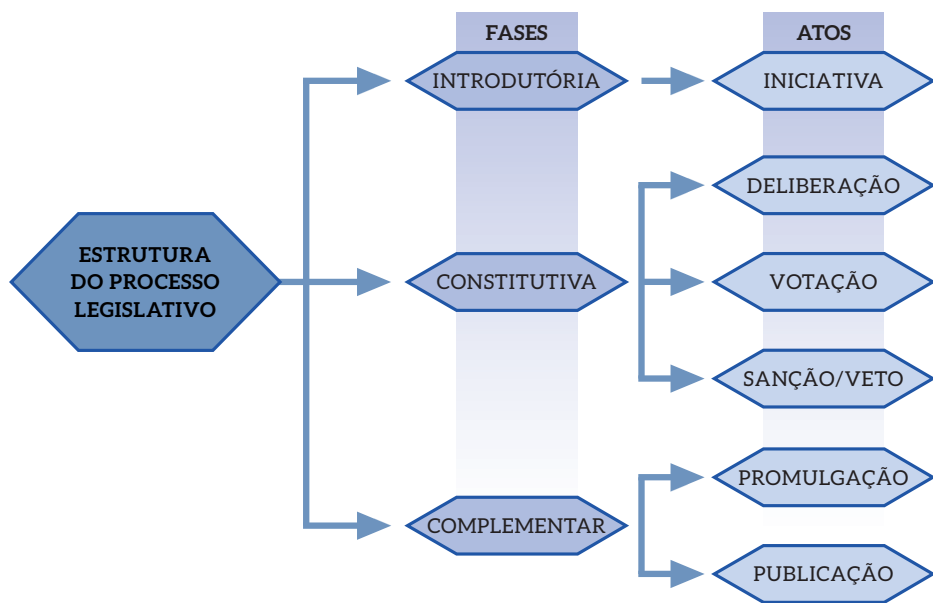 FASES
ATOS
ESTRUTURA
DO PROCESSO
LEGISLATIVO
INTRODUTÓRIA
INICIATIVA
CONSTITUTIVA
DELIBERAÇÃO
VOTAÇÃO
SANÇÃO/VETO
COMPLEMENTAR
PROMULGAÇÃO
PUBLICAÇÃO